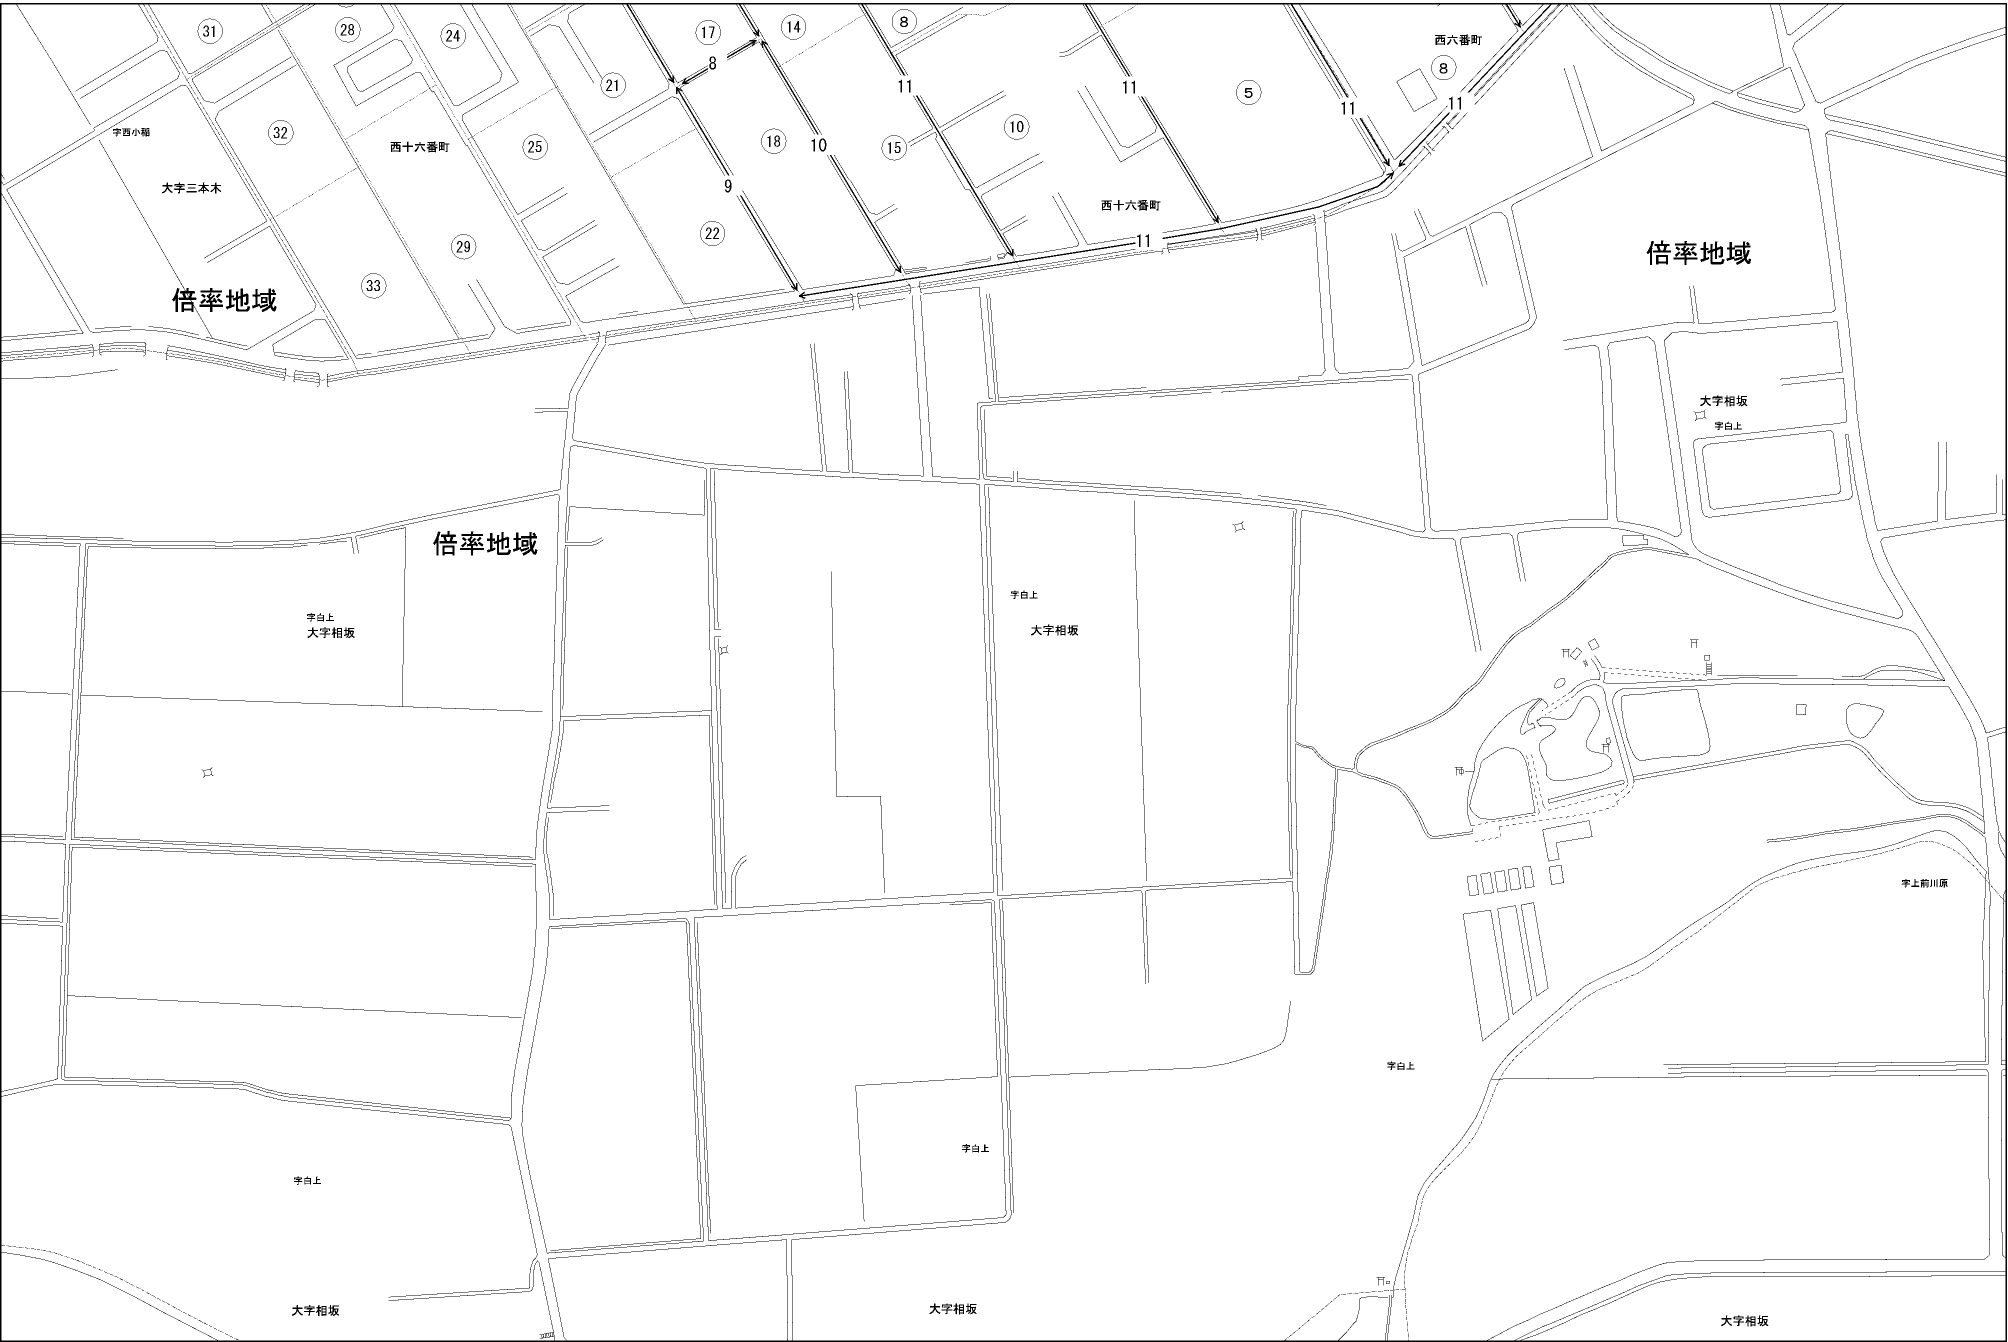 31
28
24
17
14
8
西六番町
8
8
21
11
11
5
11
11
字西小稲
32
西十六番町
25
18
10
15
10
大字三本木
9
西十六番町
22
29
11
倍率地域
33
倍率地域
大字相坂
字白上
倍率地域
字白上
字白上
大字相坂
大字相坂
字上前川原
字白上
字白上
字白上
大字相坂
大字相坂
大字相坂